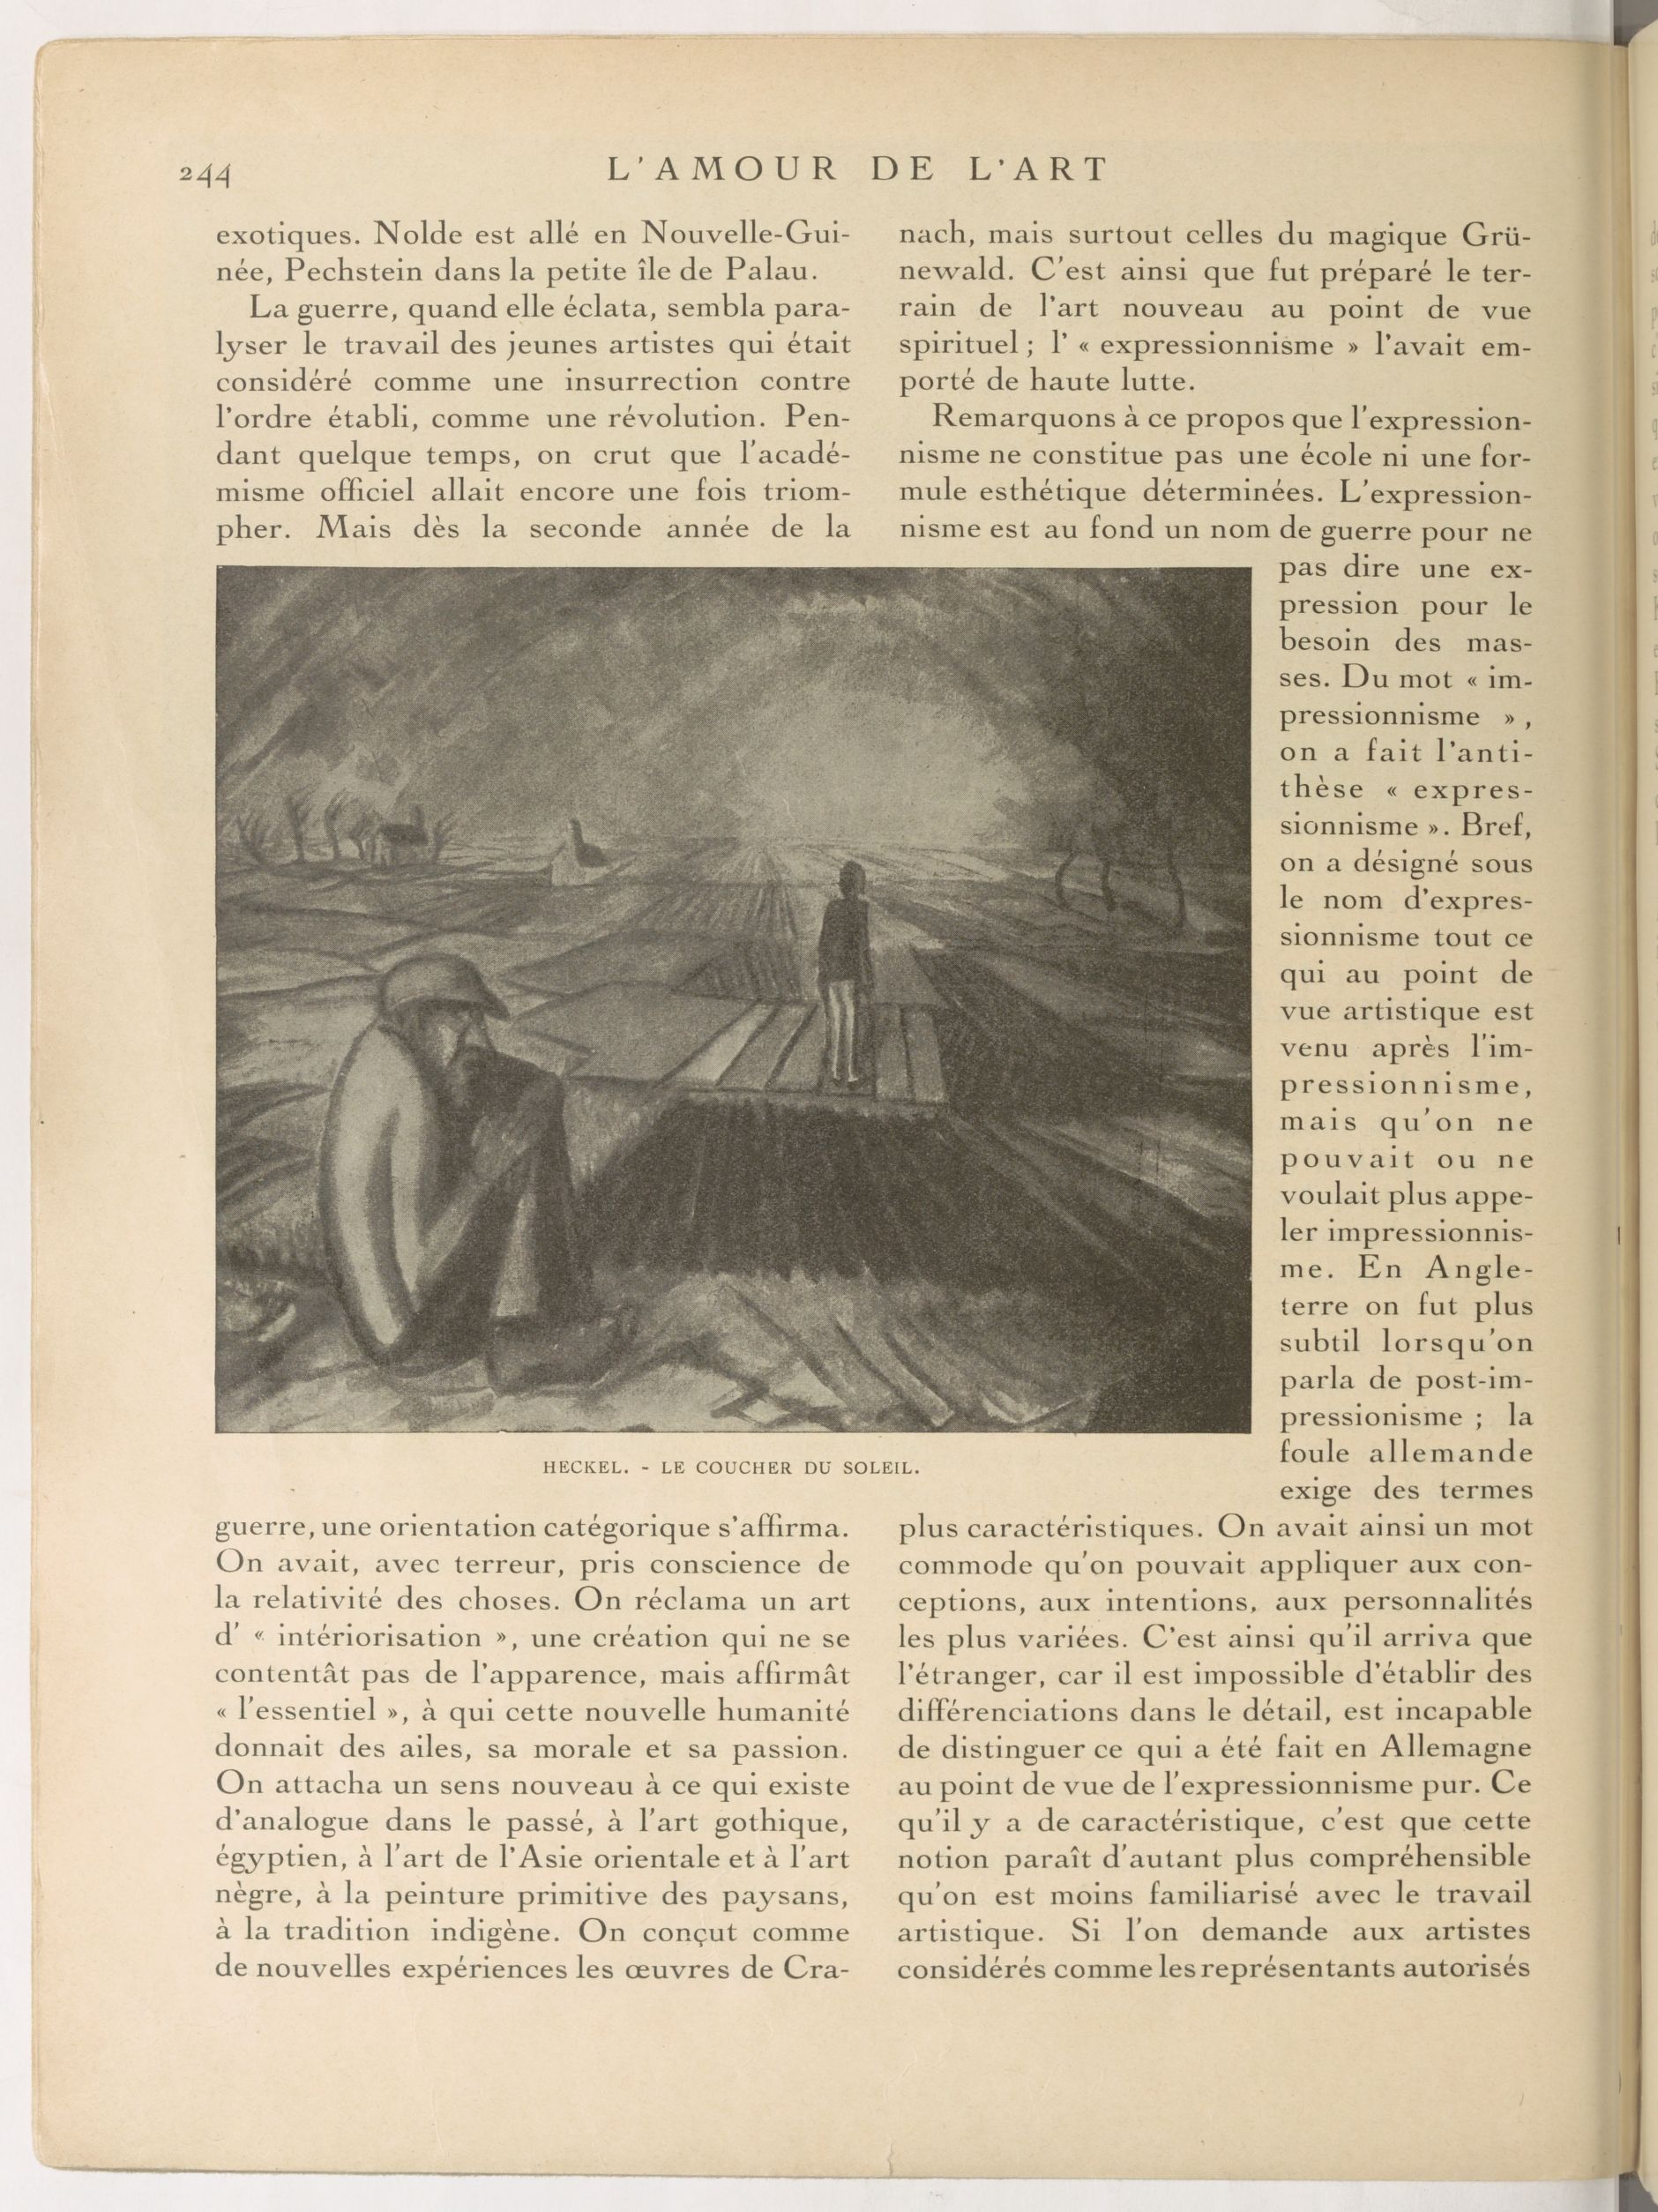 244
L'AMOUR DE L'ART
exotiques. Nolde est allé en Nouvelle-Gui-
née, Pechstein dans la petite île de Palau.
La guerre, quand elle éclata, sembla para-
lyser le travail des jeunes artistes qui était
considéré comme une insurrection contre
l'ordre établi, comme une révolution. Pen-
dant quelque temps, on crut que l'acadé-
misme officiel allait encore une fois triom-
pher. Mais dès la seconde année de la
HECKEL. - LE COUCHER DU SOLEIL.
guerre, une orientation catégorique s'affirma.
On avait, avec terreur, pris conscience de
la relativité des choses. On réclama un art
d' « intériorisation », une création qui ne se
contentât pas de l'apparence, mais affirmât
« l'essentiel », à qui cette nouvelle humanité
donnait des ailes, sa morale et sa passion.
On attacha un sens nouveau à ce qui existe
d'analogue dans le passé, à l'art gothique,
égyptien, à l'art de l'Asie orientale et à l'art
nègre, à la peinture primitive des paysans,
à la tradition indigène. On conçut comme
de nouvelles expériences les œuvres de Cra-
nach, mais surtout celles du magique Grü-
newald. C'est ainsi que fut préparé le ter-
rain de l'art nouveau au point de vue
spirituel ; l' « expressionnisme » l'avait em-
porté de haute lutte.
Remarquons à ce propos que l'expression-
nisme ne constitue pas une école ni une for-
mule esthétique déterminées. L'expression-
nisme est au fond un nom de guerre pour ne
pas dire une ex-
pression pour le
besoin des mas-
ses. Du mot « im-
pressionnisme »,
on a fait l'anti-
thèse « expres-
sionnisme ». Bref,
on a désigné sous
le nom d'expres-
sionnisme tout ce
qui au point de
vue artistique est
venu après l'im-
pressionnisme,
mais qu'on ne
pouvait ou ne
voulait plus appe-
ler impressionnis-
me. En Angle-
terre on fut plus
subtil lorsqu'on
parla de post-im-
pressionisme ; la
foule allemande
exige des termes
plus caractéristiques. On avait ainsi un mot
commode qu'on pouvait appliquer aux con-
ceptions, aux intentions, aux personnalités
les plus variées. C'est ainsi qu'il arriva que
l'étranger, car il est impossible d'établir des
différenciations dans le détail, est incapable
de distinguer ce qui a été fait en Allemagne
au point de vue de l'expressionnisme pur. Ce
qu'il y a de caractéristique, c'est que cette
notion paraît d'autant plus compréhensible
qu'on est moins familiarisé avec le travail
artistique. Si l'on demande aux artistes
considérés comme les représentants autorisés